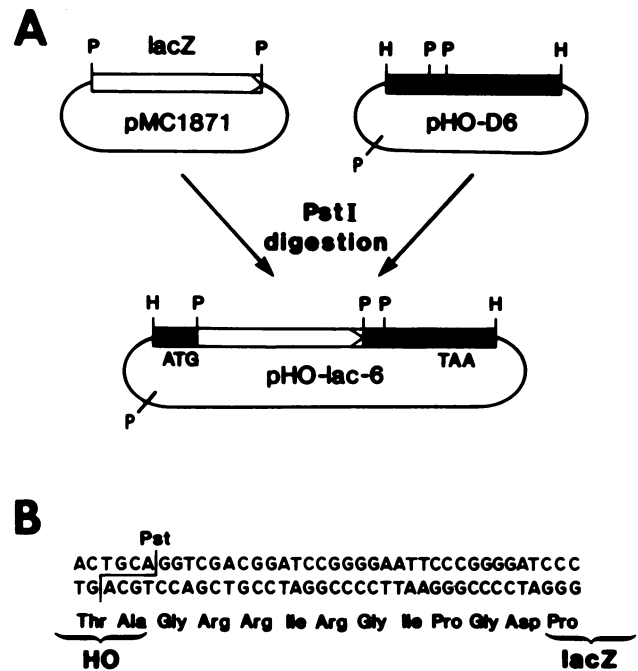 A
P lacZ P
H P P H
pMC1871
pHO-D6
P
Pst I
digestion
H P P P H
ATG TAA
pHO-lac-6
P
B
Pst
ACTGCAGGTCGACGGATCCGGGGAATTCCCGGGGATCCC
TGACGTCCAGCTGCCTAGGCCCCTTAAGGGCCCCTAGGG
Thr Ala Gly Arg Arg Ile Arg Gly Ile Pro Gly Asp Pro
HO lacZ